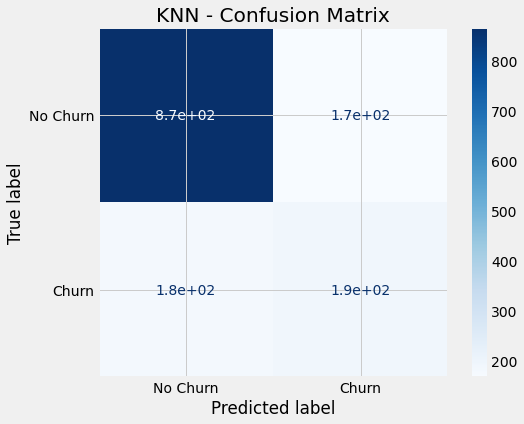 KNN - Confusion Matrix
True label
No Churn
8.7e+02
1.7e+02
Churn
1.8e+02
1.9e+02
No Churn
Churn
Predicted label
800
700
600
500
400
300
200